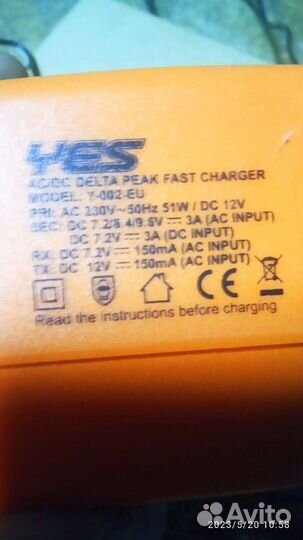 YES
AC/DC DELTA PEAK FAST CHARGER
MODEL: Y-002-EU
PRI: AC 230V~50Hz 51W / DC 12V
SEC: DC 7.2/8.4/9.6V ⎓ 3A (AC INPUT)
DC 7.2V ⎓ 3A (DC INPUT)
RX: DC 7.2V ⎓ 150mA (AC INPUT)
TX: DC 12V ⎓ 150mA (AC INPUT)
CE
Read the instructions before charging
Avito
2023/5/20 10:58